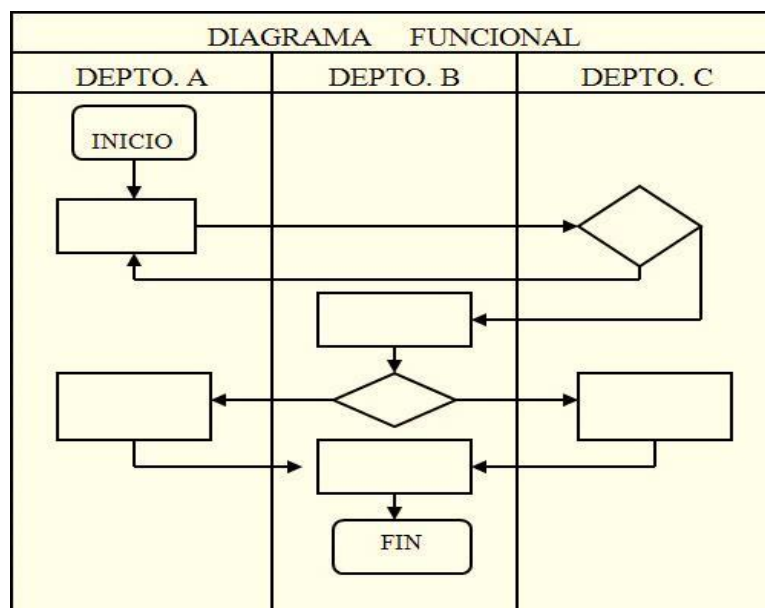 DIAGRAMA FUNCIONAL
DEPTO. A DEPTO. B DEPTO. C
INICIO
FIN